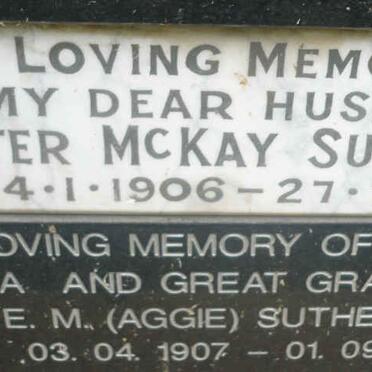 LOVING MEMO
MY DEAR HUS
TER MCKAY SU
4·1·1906–27·
OVING MEMORY OF
A AND GREAT GRA
E. M. (AGGIE) SUTHE
03. 04. 1907 – 01. 09